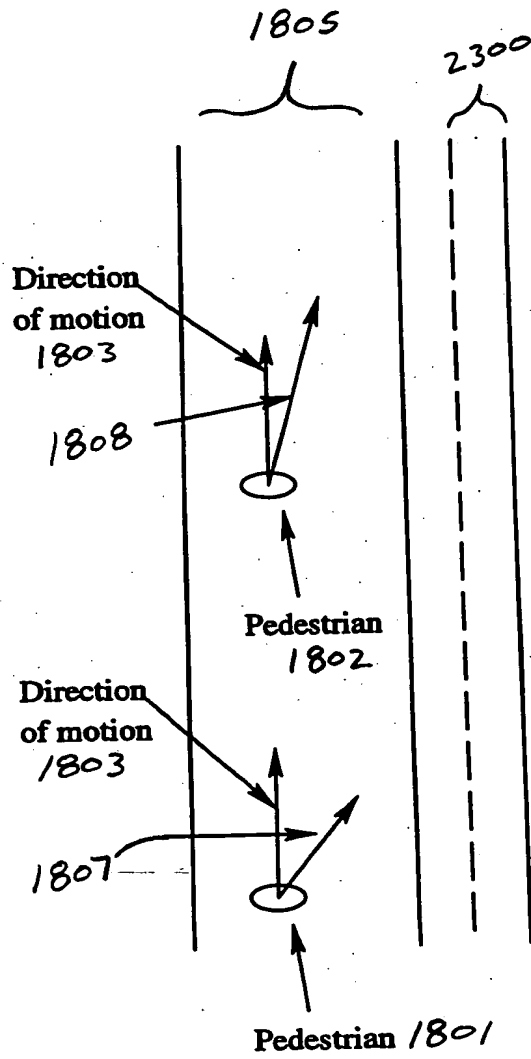 1805
2300
Direction
of motion
1803
1808
Pedestrian
1802
Direction
of motion
1803
1807
Pedestrian 1801